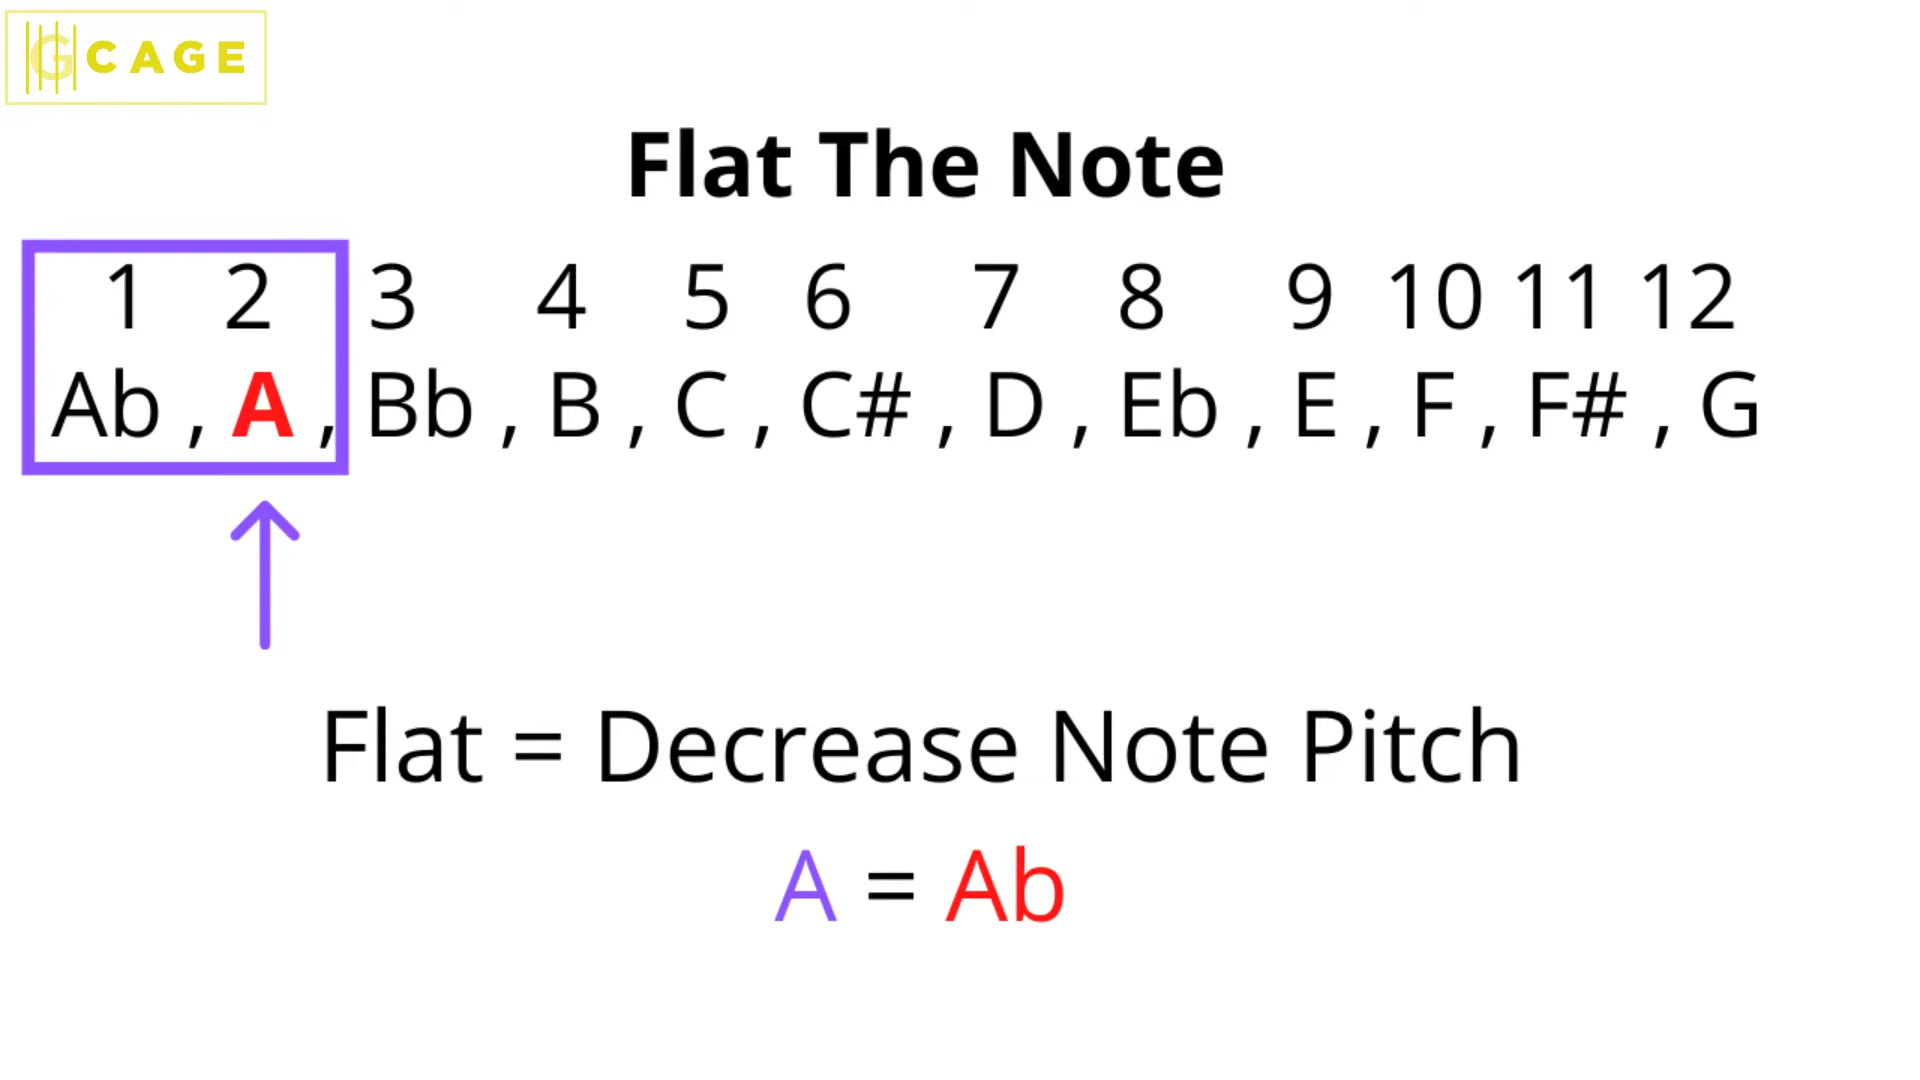 G CAGE
Flat The Note
1 2 3 4 5 6 7 8 9 10 11 12
Ab , A , Bb , B , C , C# , D , Eb , E , F , F# , G
Flat = Decrease Note Pitch
A = Ab